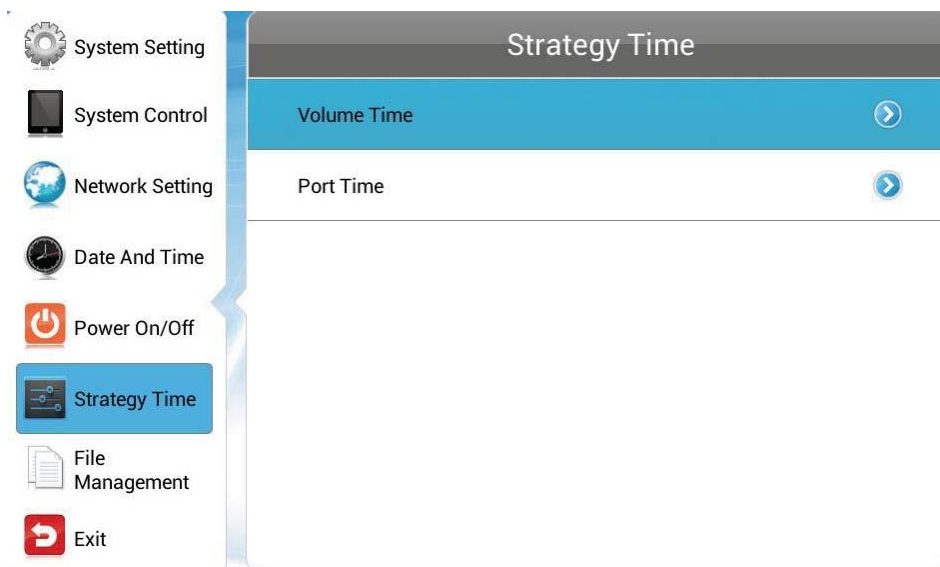 System Setting
System Control
Network Setting
Date And Time
Power On/Off
Strategy Time
File
Management
Exit
Strategy Time
Volume Time
Port Time